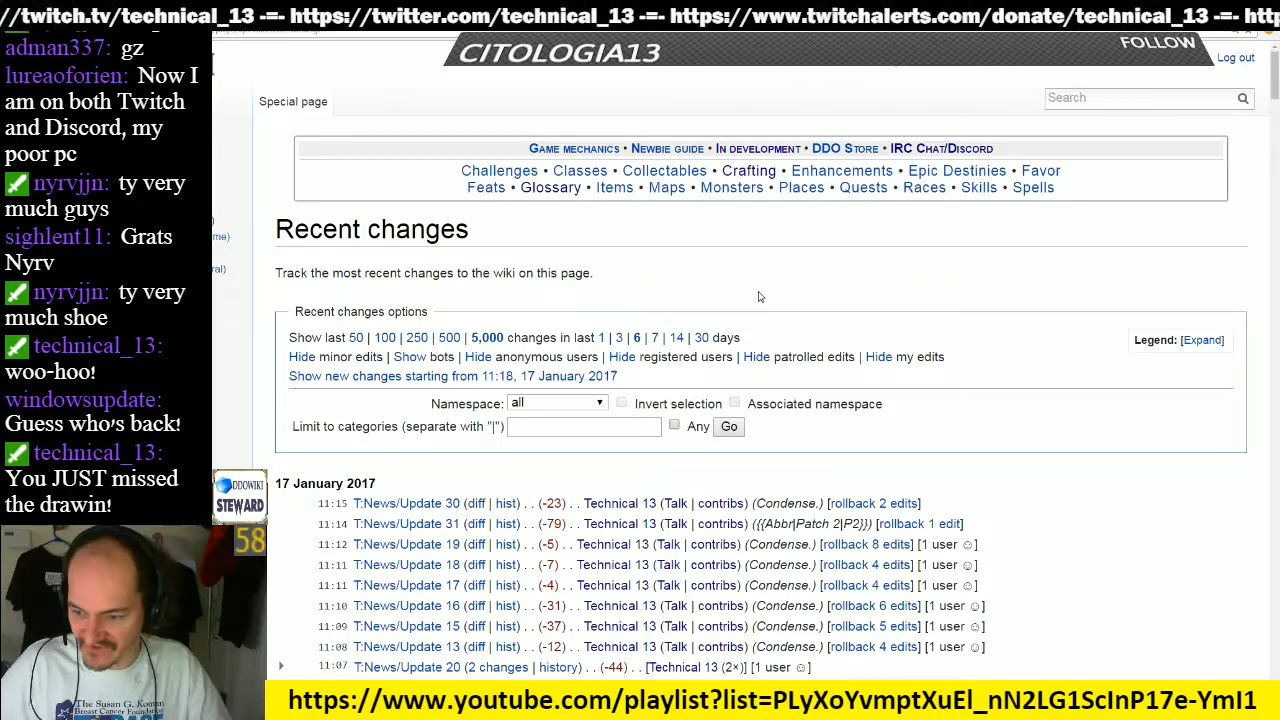 //twitch.tv/technical_13 -=- https://twitter.com/technical_13 -=- https://www.twitchalerts.com/donate/technical_13 -=-
adman337: gz
lureaoforien: Now I
am on both Twitch
and Discord, my
poor pc
nyrvjjn: ty very
much guys
sighlent11: Grats
Nyrv
nyrvjjn: ty very
much shoe
technical_13:
woo-hoo!
windowsupdate:
Guess who's back!
technical_13:
You JUST missed
the drawin!
CITOLOGIA13
FOLLOW
Log out
Special page
Search
Game mechanics • Newbie guide • In development • DDO Store • IRC Chat/Discord
Challenges • Classes • Collectables • Crafting • Enhancements • Epic Destinies • Favor
Feats • Glossary • Items • Maps • Monsters • Places • Quests • Races • Skills • Spells
Recent changes
Track the most recent changes to the wiki on this page.
Recent changes options
Show last 50 | 100 | 250 | 500 | 5,000 changes in last 1 | 3 | 6 | 7 | 14 | 30 days
Hide minor edits | Show bots | Hide anonymous users | Hide registered users | Hide patrolled edits | Hide my edits
Show new changes starting from 11:18, 17 January 2017
Legend: [Expand]
Namespace: all Invert selection Associated namespace
Limit to categories (separate with "|") Any Go
17 January 2017
11:15 T:News/Update 30 (diff | hist) . . (-23) . . Technical 13 (Talk | contribs) (Condense.) [rollback 2 edits]
11:14 T:News/Update 31 (diff | hist) . . (-79) . . Technical 13 (Talk | contribs) ({{Abbr|Patch 2|P2}}) [rollback 1 edit]
11:12 T:News/Update 19 (diff | hist) . . (-5) . . Technical 13 (Talk | contribs) (Condense.) [rollback 8 edits] [1 user ☺]
11:11 T:News/Update 18 (diff | hist) . . (-7) . . Technical 13 (Talk | contribs) (Condense.) [rollback 4 edits] [1 user ☺]
11:11 T:News/Update 17 (diff | hist) . . (-4) . . Technical 13 (Talk | contribs) (Condense.) [rollback 4 edits] [1 user ☺]
11:10 T:News/Update 16 (diff | hist) . . (-31) . . Technical 13 (Talk | contribs) (Condense.) [rollback 6 edits] [1 user ☺]
11:09 T:News/Update 15 (diff | hist) . . (-37) . . Technical 13 (Talk | contribs) (Condense.) [rollback 5 edits] [1 user ☺]
11:08 T:News/Update 13 (diff | hist) . . (-12) . . Technical 13 (Talk | contribs) (Condense.) [rollback 4 edits] [1 user ☺]
11:07 T:News/Update 20 (2 changes | history) . . (-44) . . [Technical 13 (2×)] [1 user ☺]
DDOWIKI
STEWARD
58
The Susan G. Komen
Breast Cancer
https://www.youtube.com/playlist?list=PLyXoYvmptXuEl_nN2LG1ScInP17e-YmI1